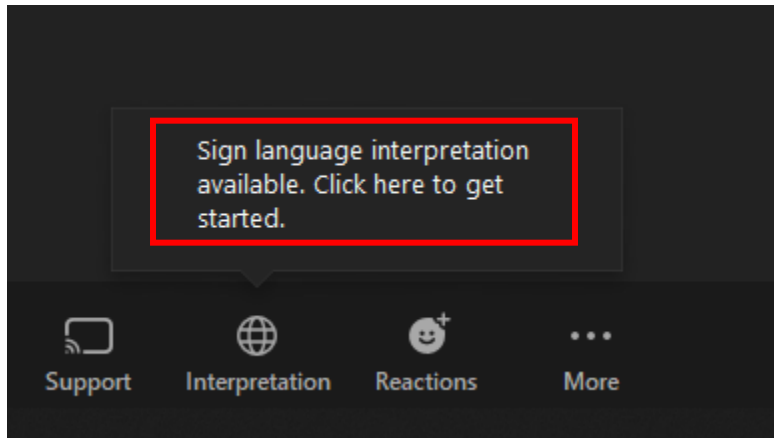 Sign language interpretation
available. Click here to get
started.
Support Interpretation Reactions More